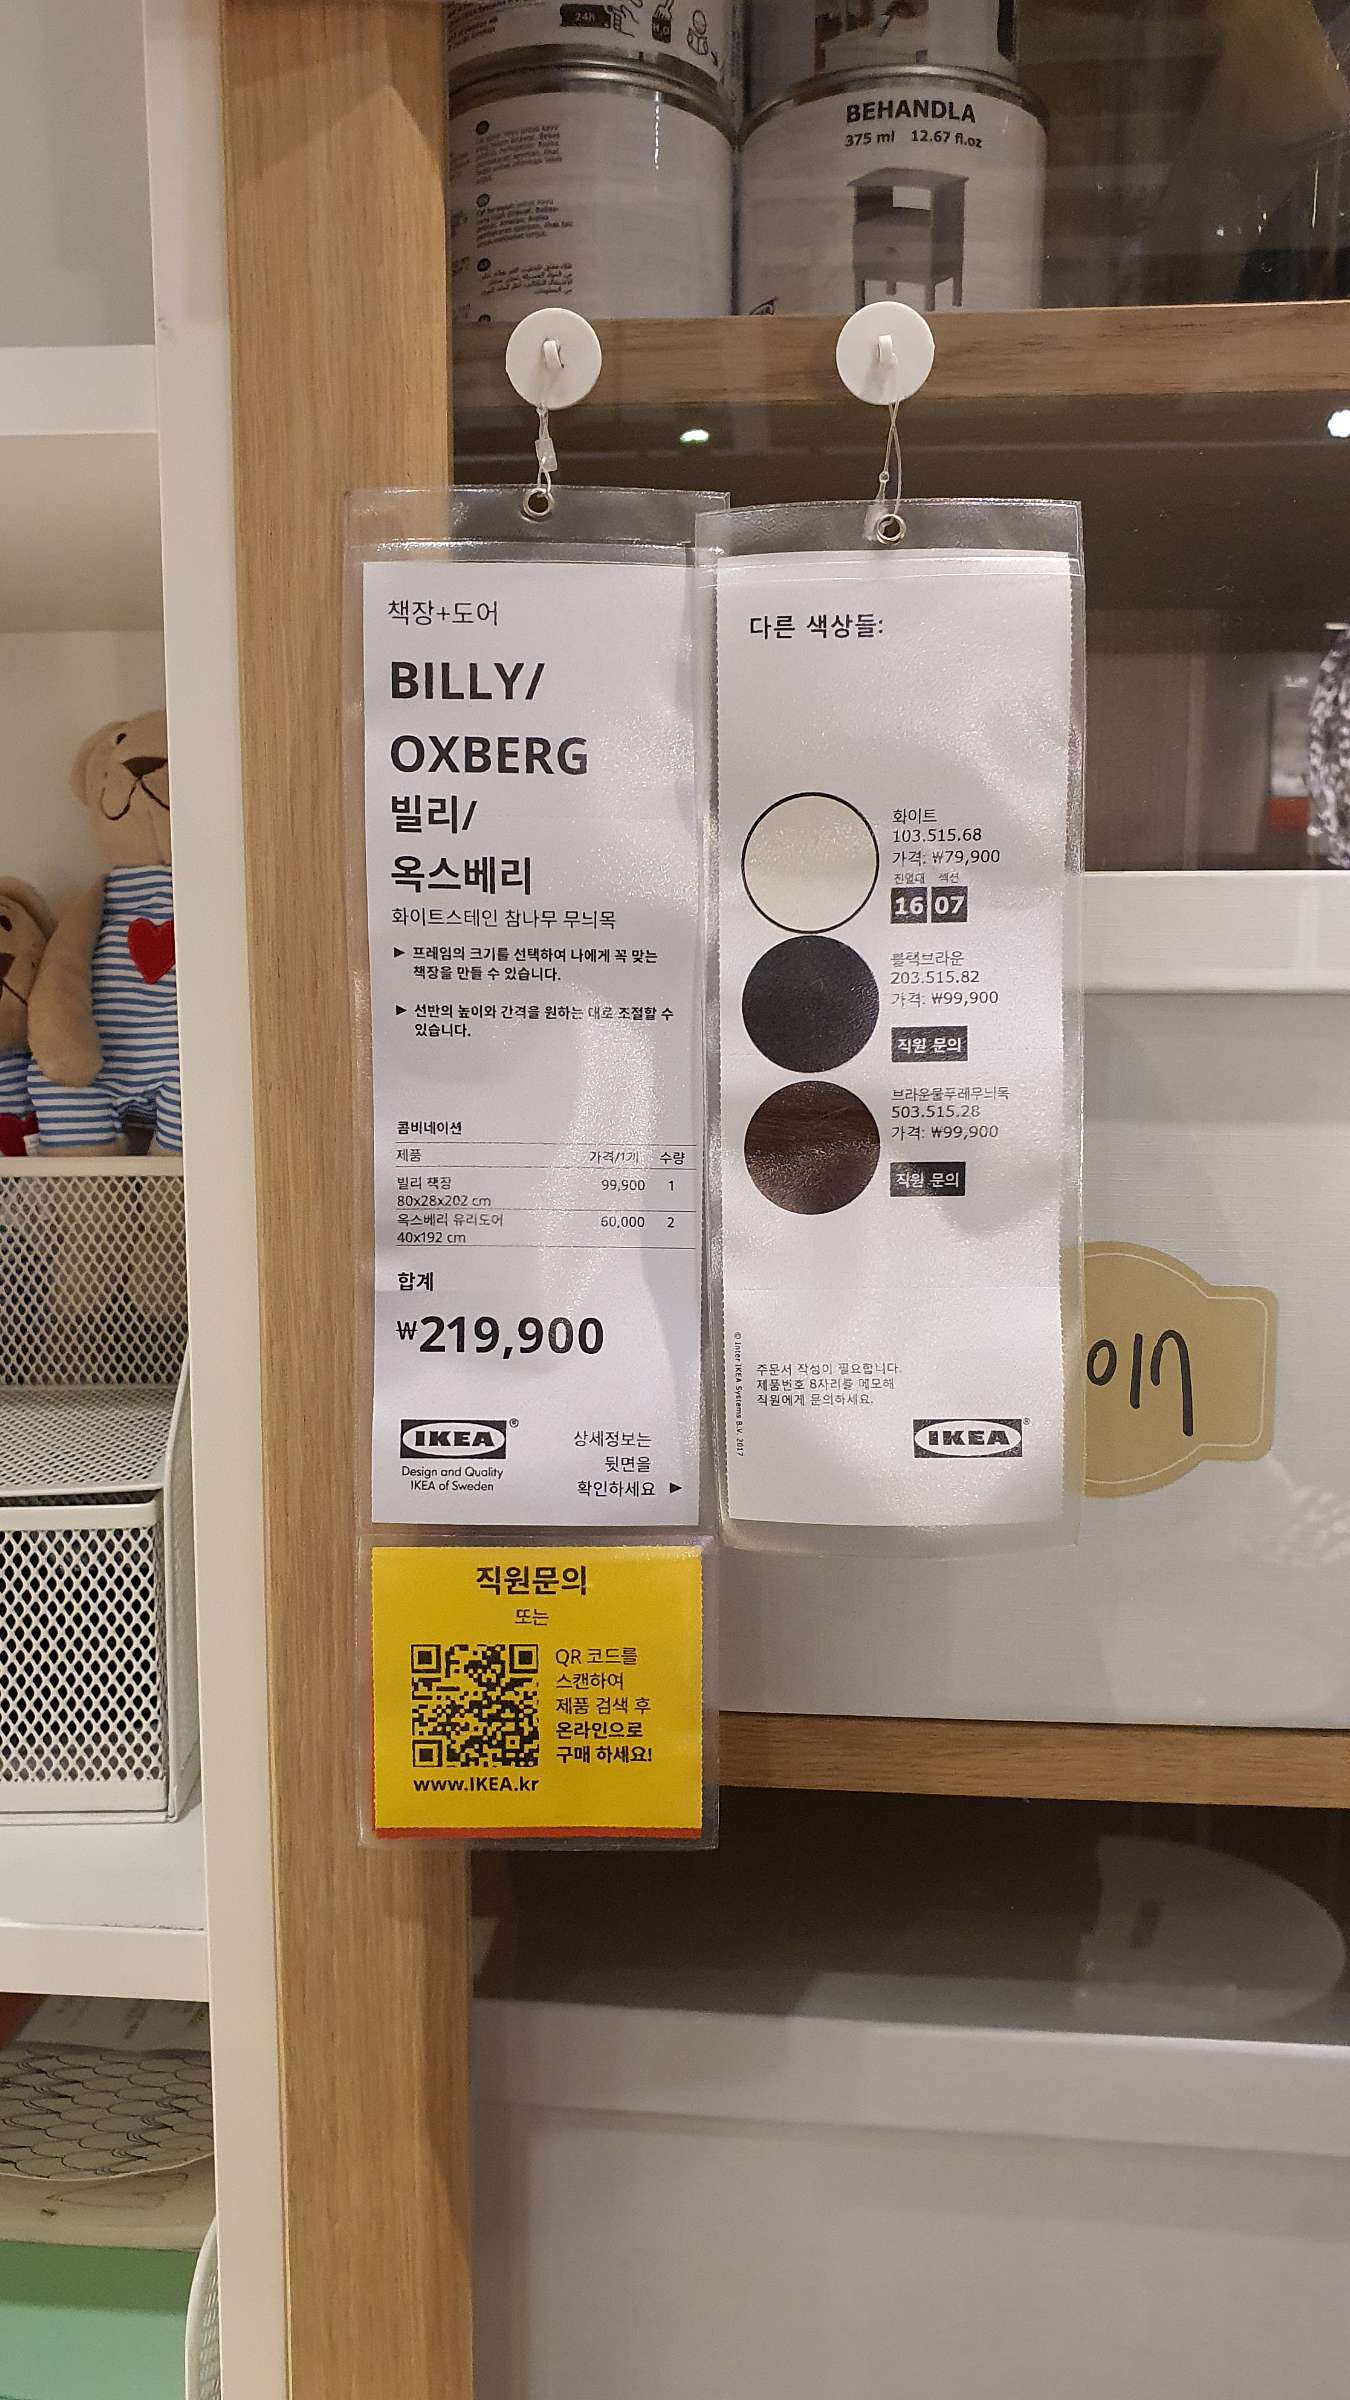 24h
BEHANDLA
375 ml 12.67 fl.oz
책장+도어
BILLY/
OXBERG
빌리/
옥스베리
화이트스테인 참나무 무늬목
▶ 프레임의 크기를 선택하여 나에게 꼭 맞는
책장을 만들 수 있습니다.
▶ 선반의 높이와 간격을 원하는 대로 조절할 수
있습니다.
콤비네이션
제품 가격/1개 수량
빌리 책장 99,900 1
80x28x202 cm
옥스베리 유리도어 60,000 2
40x192 cm
합계
₩219,900
IKEA®
Design and Quality
IKEA of Sweden
상세정보는
뒷면을
확인하세요 ▶
직원문의
또는
QR 코드를
스캔하여
제품 검색 후
온라인으로
구매 하세요!
www.IKEA.kr
다른 색상들:
화이트
103.515.68
가격: ₩79,900
진열대 섹션
16 07
블랙브라운
203.515.82
가격: ₩99,900
직원 문의
브라운물푸레무늬목
503.515.28
가격: ₩99,900
직원 문의
© Inter IKEA Systems B.V. 2017
주문서 작성이 필요합니다.
제품번호 8자리를 메모해
직원에게 문의하세요.
IKEA®